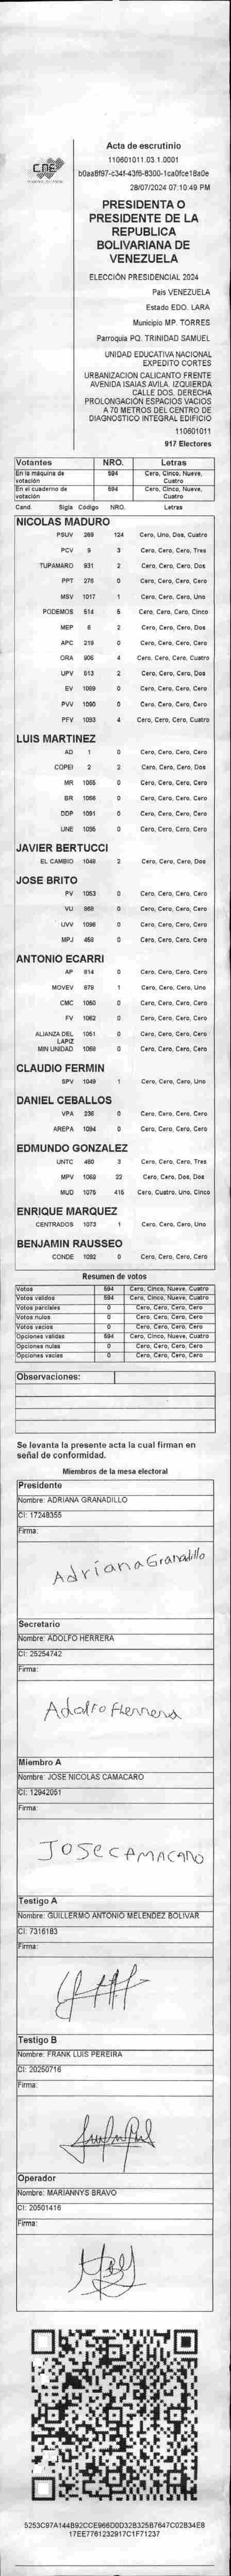 CNE
Acta de escrutinio
110601011.03.1.0001
b0aa8f97-c34f-43f6-8300-1ca0fce18a0e
28/07/2024 07:10:49 PM
PRESIDENTA O
PRESIDENTE DE LA
REPUBLICA
BOLIVARIANA DE
VENEZUELA
ELECCIÓN PRESIDENCIAL 2024
Pais VENEZUELA
Estado EDO. LARA
Municipio MP. TORRES
Parroquia PQ. TRINIDAD SAMUEL
UNIDAD EDUCATIVA NACIONAL
EXPEDITO CORTES
URBANIZACION CALICANTO FRENTE
AVENIDA ISAIAS AVILA. IZQUIERDA
CALLE DOS. DERECHA
PROLONGACIÓN ESPACIOS VACIOS
A 70 METROS DEL CENTRO DE
DIAGNOSTICO INTEGRAL EDIFICIO
110601011
917 Electores
Votantes NRO. Letras
En la máquina de votación 594 Cero, Cinco, Nueve, Cuatro
En el cuaderno de votación 594 Cero, Cinco, Nueve, Cuatro
Cand. Sigla Código NRO. Letras
NICOLAS MADURO
PSUV 269 124 Cero, Uno, Dos, Cuatro
PCV 9 3 Cero, Cero, Cero, Tres
TUPAMARO 931 2 Cero, Cero, Cero, Dos
PPT 276 0 Cero, Cero, Cero, Cero
MSV 1017 1 Cero, Cero, Cero, Uno
PODEMOS 514 5 Cero, Cero, Cero, Cinco
MEP 6 2 Cero, Cero, Cero, Dos
APC 219 0 Cero, Cero, Cero, Cero
ORA 906 4 Cero, Cero, Cero, Cuatro
UPV 613 2 Cero, Cero, Cero, Dos
EV 1089 0 Cero, Cero, Cero, Cero
PVV 1090 0 Cero, Cero, Cero, Cero
PFV 1093 4 Cero, Cero, Cero, Cuatro
LUIS MARTINEZ
AD 1 0 Cero, Cero, Cero, Cero
COPEI 2 2 Cero, Cero, Cero, Dos
MR 1065 0 Cero, Cero, Cero, Cero
BR 1066 0 Cero, Cero, Cero, Cero
DDP 1091 0 Cero, Cero, Cero, Cero
UNE 1095 0 Cero, Cero, Cero, Cero
JAVIER BERTUCCI
EL CAMBIO 1048 2 Cero, Cero, Cero, Dos
JOSE BRITO
PV 1053 0 Cero, Cero, Cero, Cero
VU 868 0 Cero, Cero, Cero, Cero
UVV 1096 0 Cero, Cero, Cero, Cero
MPJ 458 0 Cero, Cero, Cero, Cero
ANTONIO ECARRI
AP 814 0 Cero, Cero, Cero, Cero
MOVEV 879 1 Cero, Cero, Cero, Uno
CMC 1050 0 Cero, Cero, Cero, Cero
FV 1062 0 Cero, Cero, Cero, Cero
ALIANZA DEL LAPIZ 1051 0 Cero, Cero, Cero, Cero
MIN UNIDAD 1058 0 Cero, Cero, Cero, Cero
CLAUDIO FERMIN
SPV 1049 1 Cero, Cero, Cero, Uno
DANIEL CEBALLOS
VPA 236 0 Cero, Cero, Cero, Cero
AREPA 1094 0 Cero, Cero, Cero, Cero
EDMUNDO GONZALEZ
UNTC 480 3 Cero, Cero, Cero, Tres
MPV 1069 22 Cero, Cero, Dos, Dos
MUD 1075 415 Cero, Cuatro, Uno, Cinco
ENRIQUE MARQUEZ
CENTRADOS 1073 1 Cero, Cero, Cero, Uno
BENJAMIN RAUSSEO
CONDE 1092 0 Cero, Cero, Cero, Cero
Resumen de votos
Votos 594 Cero, Cinco, Nueve, Cuatro
Votos validos 594 Cero, Cinco, Nueve, Cuatro
Votos parciales 0 Cero, Cero, Cero, Cero
Votos nulos 0 Cero, Cero, Cero, Cero
Votos vacios 0 Cero, Cero, Cero, Cero
Opciones validas 594 Cero, Cinco, Nueve, Cuatro
Opciones nulas 0 Cero, Cero, Cero, Cero
Opciones vacias 0 Cero, Cero, Cero, Cero
Observaciones:
Se levanta la presente acta la cual firman en
señal de conformidad.
Miembros de la mesa electoral
Presidente
Nombre: ADRIANA GRANADILLO
CI: 17248355
Firma:
Adriana Granadillo
Secretario
Nombre: ADOLFO HERRERA
CI: 25254742
Firma:
Adolfo Herrera
Miembro A
Nombre: JOSE NICOLAS CAMACARO
CI: 12942051
Firma:
JOSE CAMACARO
Testigo A
Nombre: GUILLERMO ANTONIO MELENDEZ BOLIVAR
CI: 7316183
Firma:
Testigo B
Nombre: FRANK LUIS PEREIRA
CI: 20250716
Firma:
Operador
Nombre: MARIANNYS BRAVO
CI: 20501416
Firma:
5253C97A144B92CCE966D0D32B325B7647C02B34E8
17EE7761232917C1F71237